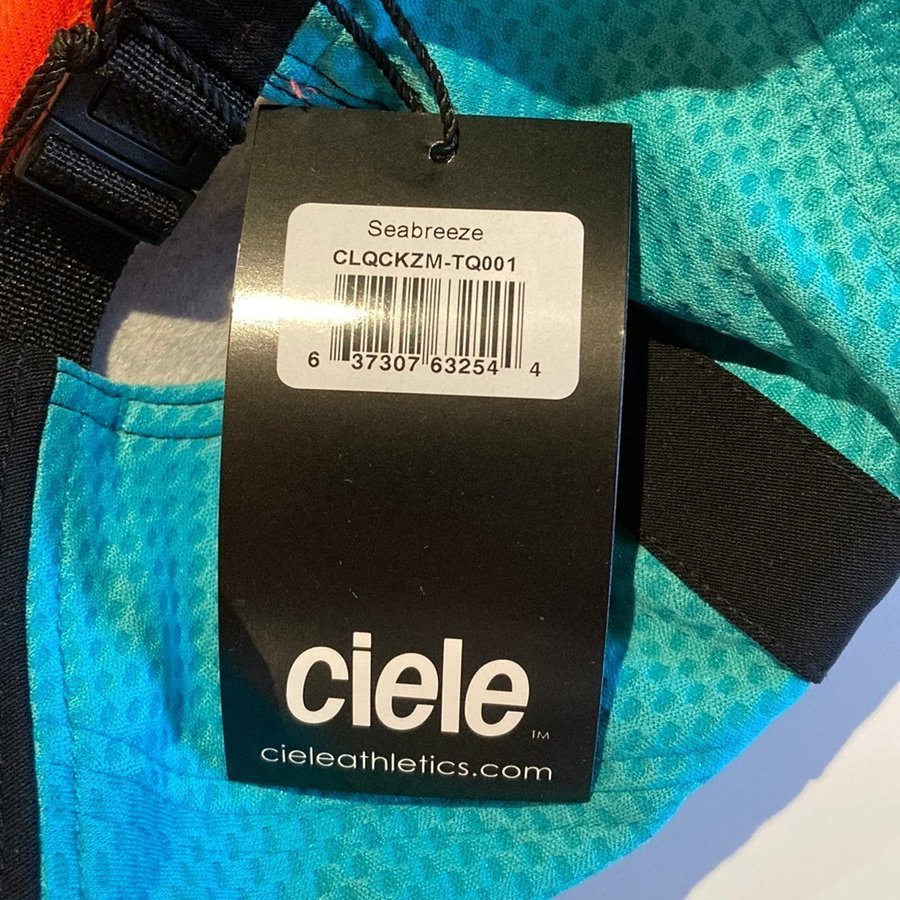 Seabreeze
CLQCKZM-TQ001
6 37307 63254 4
ciele TM
cieleathletics.com